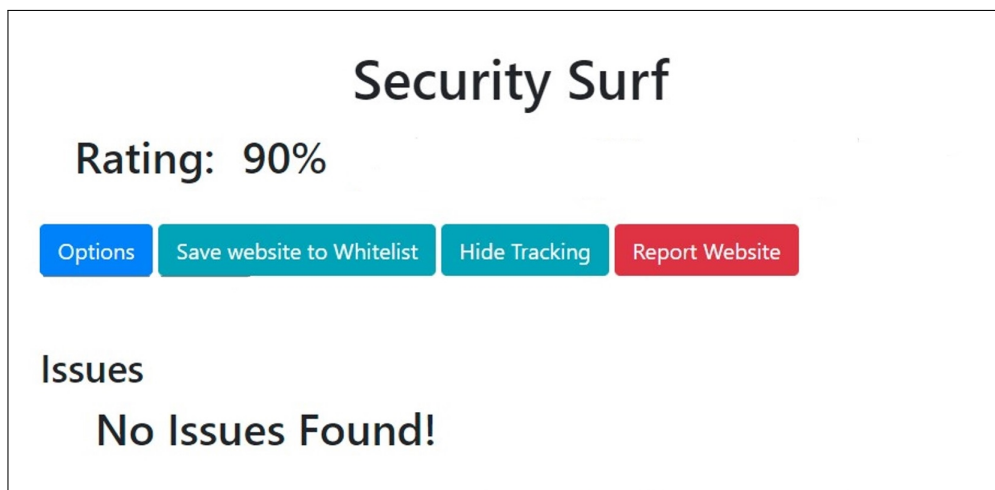 Security Surf
Rating: 90%
Options Save website to Whitelist Hide Tracking Report Website
Issues
No Issues Found!